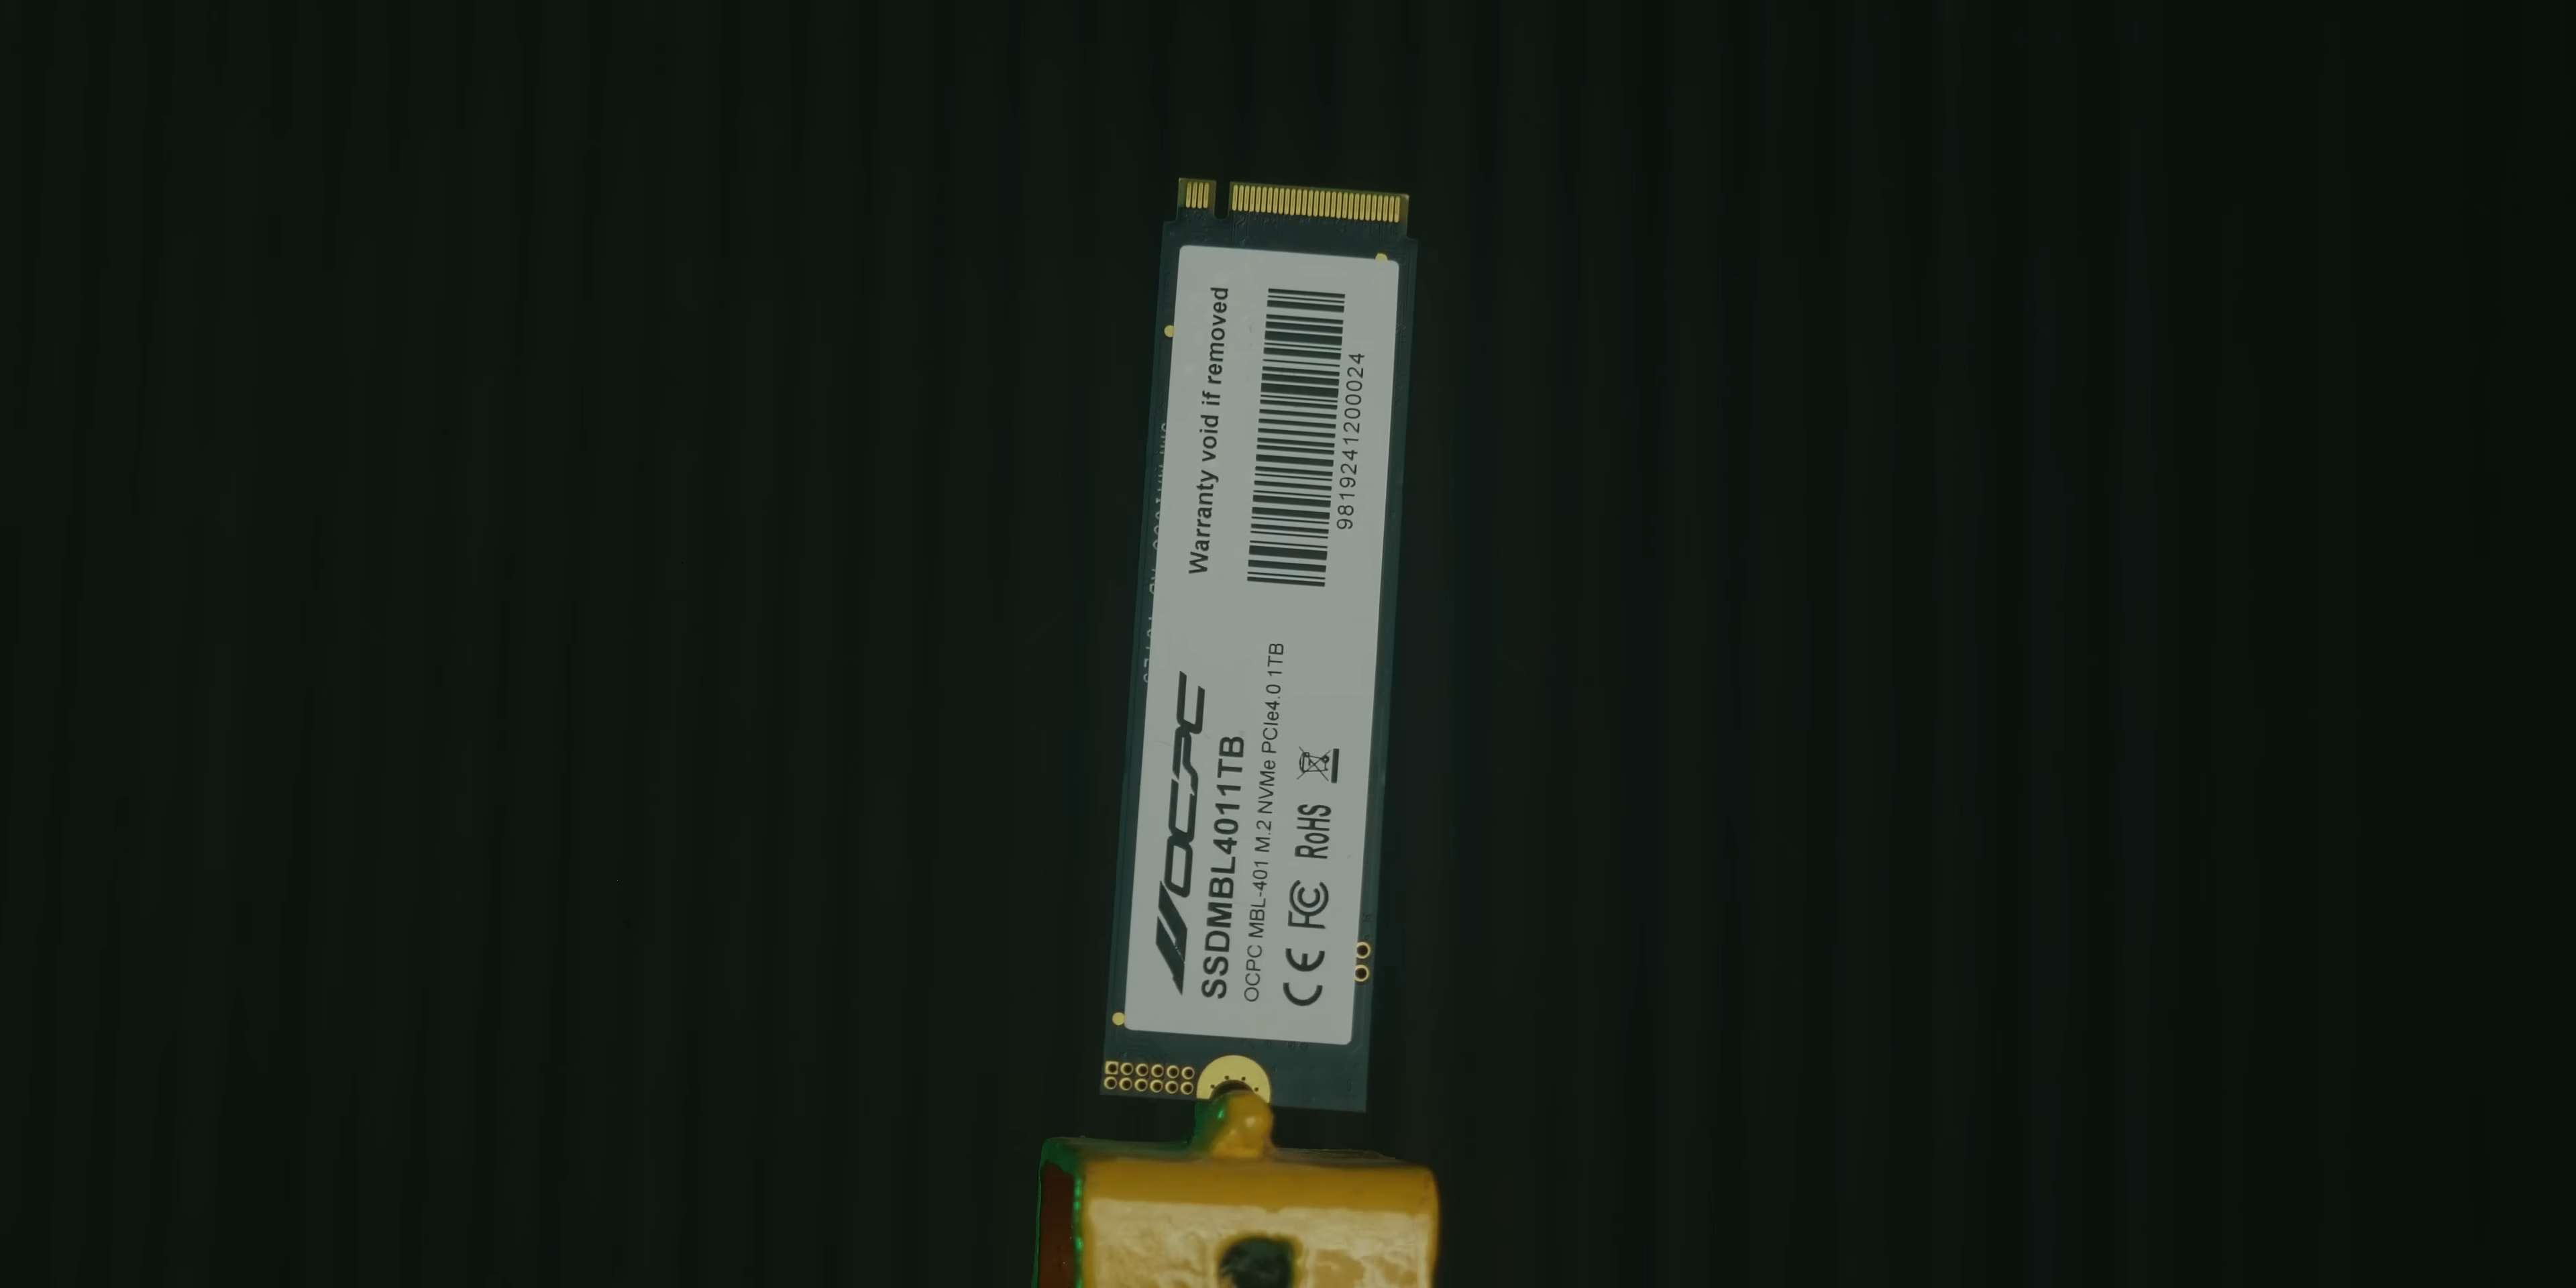 OCPC
SSDMBL4011TB
OCPC MBL-401 M.2 NVMe PCIe4.0 1TB
CE FC RoHS
Warranty void if removed
9819241200024